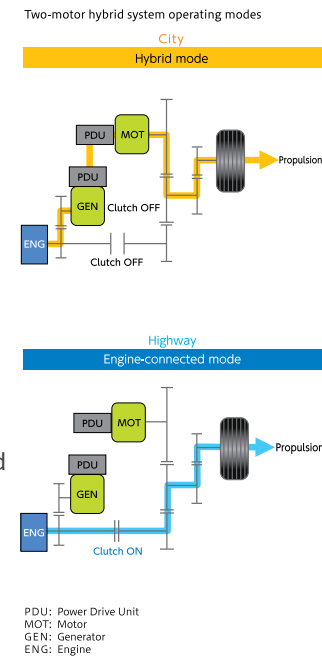 Two-motor hybrid system operating modes
City
Hybrid mode
PDU
MOT
Propulsion
PDU
GEN
Clutch OFF
ENG
Clutch OFF
Highway
Engine-connected mode
PDU
MOT
Propulsion
d
PDU
GEN
ENG
Clutch ON
PDU: Power Drive Unit
MOT: Motor
GEN: Generator
ENG: Engine